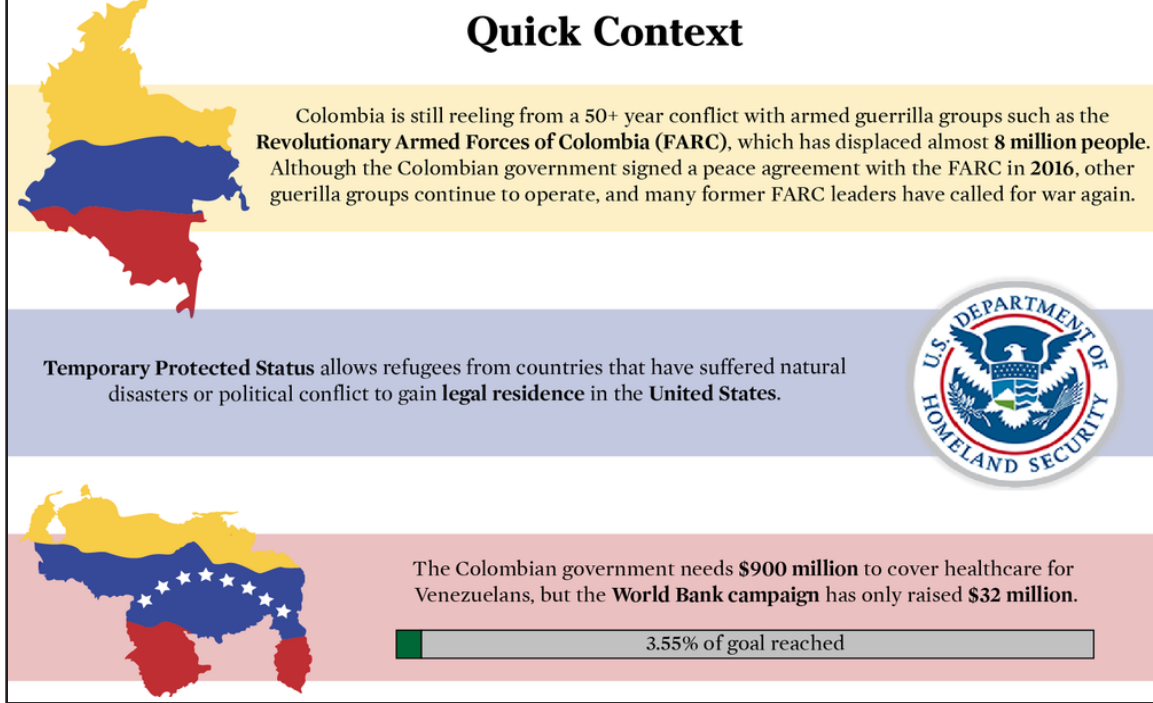 Quick Context
Colombia is still reeling from a 50+ year conflict with armed guerrilla groups such as the
Revolutionary Armed Forces of Colombia (FARC), which has displaced almost 8 million people.
Although the Colombian government signed a peace agreement with the FARC in 2016, other
guerilla groups continue to operate, and many former FARC leaders have called for war again.
Temporary Protected Status allows refugees from countries that have suffered natural
disasters or political conflict to gain legal residence in the United States.
U.S. DEPARTMENT OF
HOMELAND SECURITY
The Colombian government needs $900 million to cover healthcare for
Venezuelans, but the World Bank campaign has only raised $32 million.
3.55% of goal reached